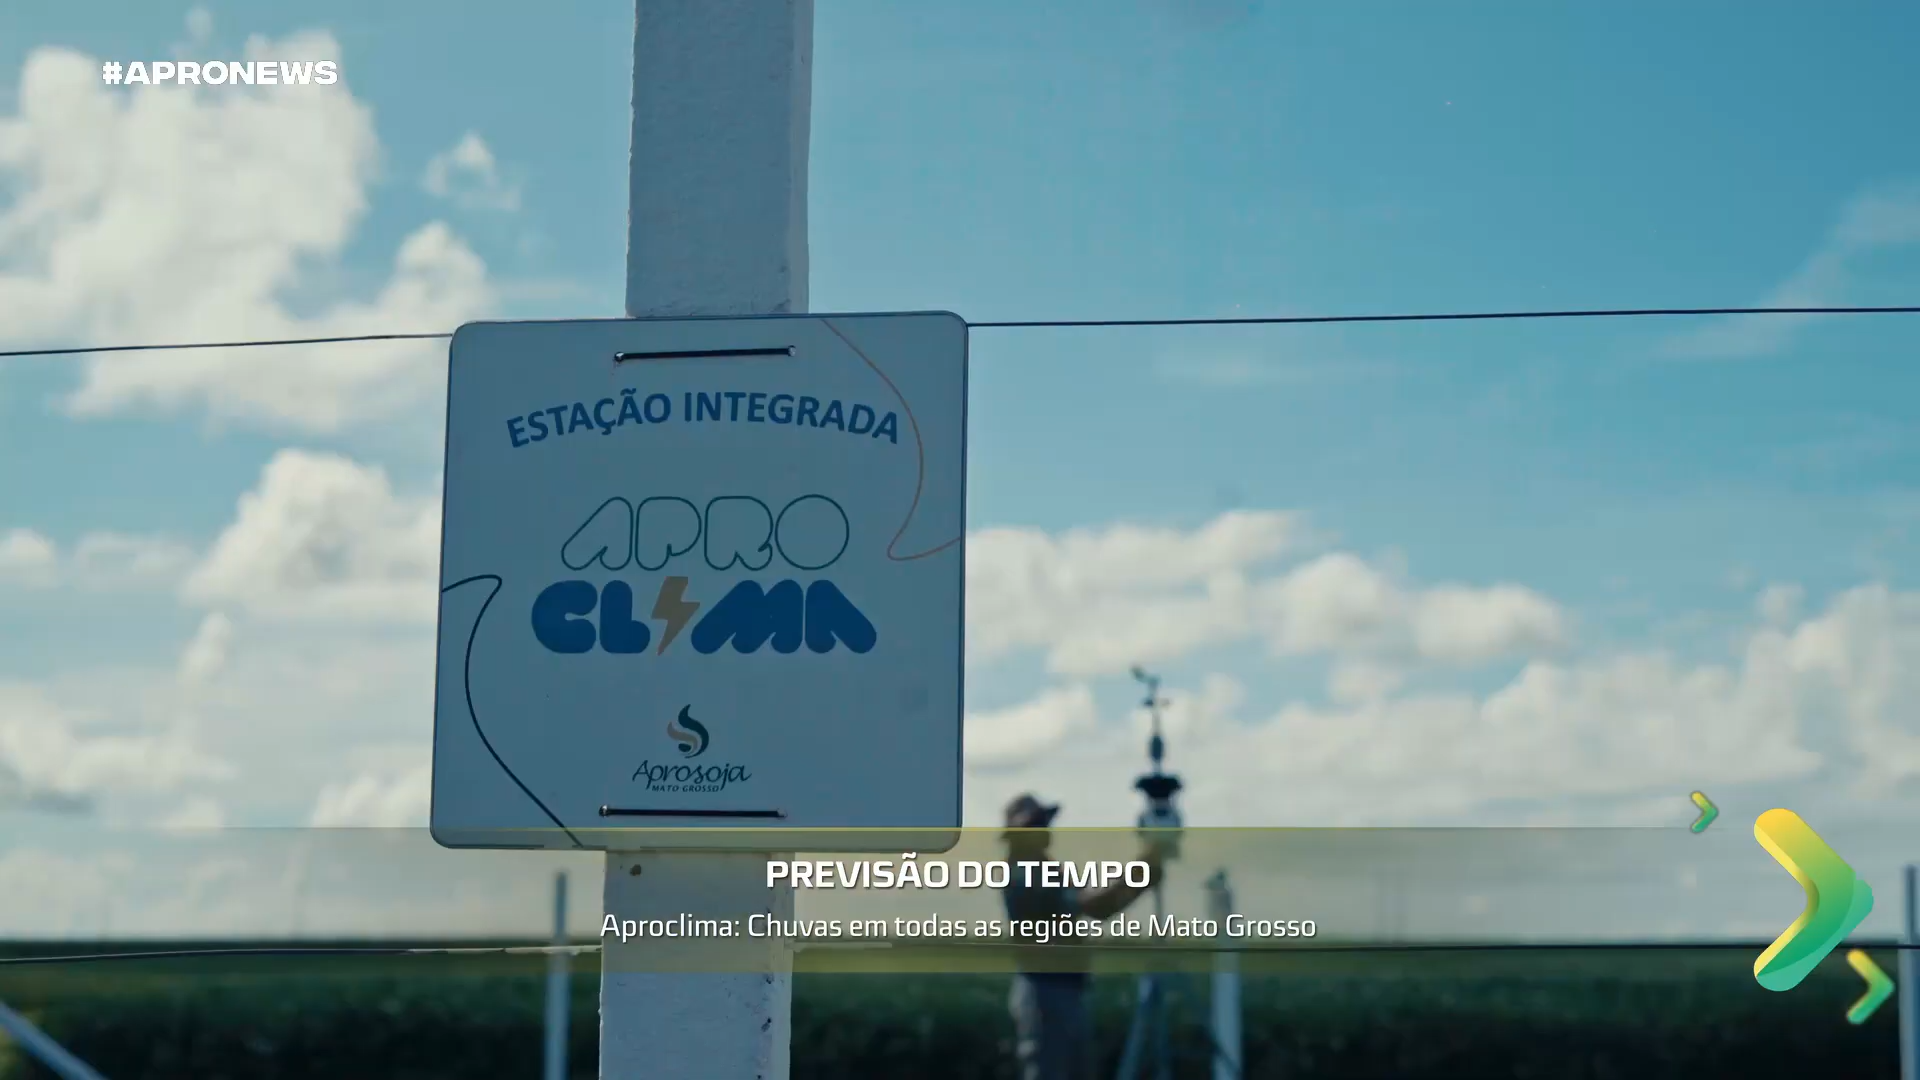 #APRONEWS
ESTAÇÃO INTEGRADA
APRO
CLIMA
Aprosoja
MATO GROSSO
PREVISÃO DO TEMPO
Aproclima: Chuvas em todas as regiões de Mato Grosso